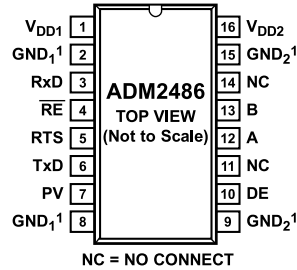 VDD1 1 16 VDD2
GND1¹ 2 15 GND2¹
RxD 3 14 NC
R̅E̅ 4 13 B
RTS 5 12 A
TxD 6 11 NC
PV 7 10 DE
GND1¹ 8 9 GND2¹
ADM2486
TOP VIEW
(Not to Scale)
NC = NO CONNECT